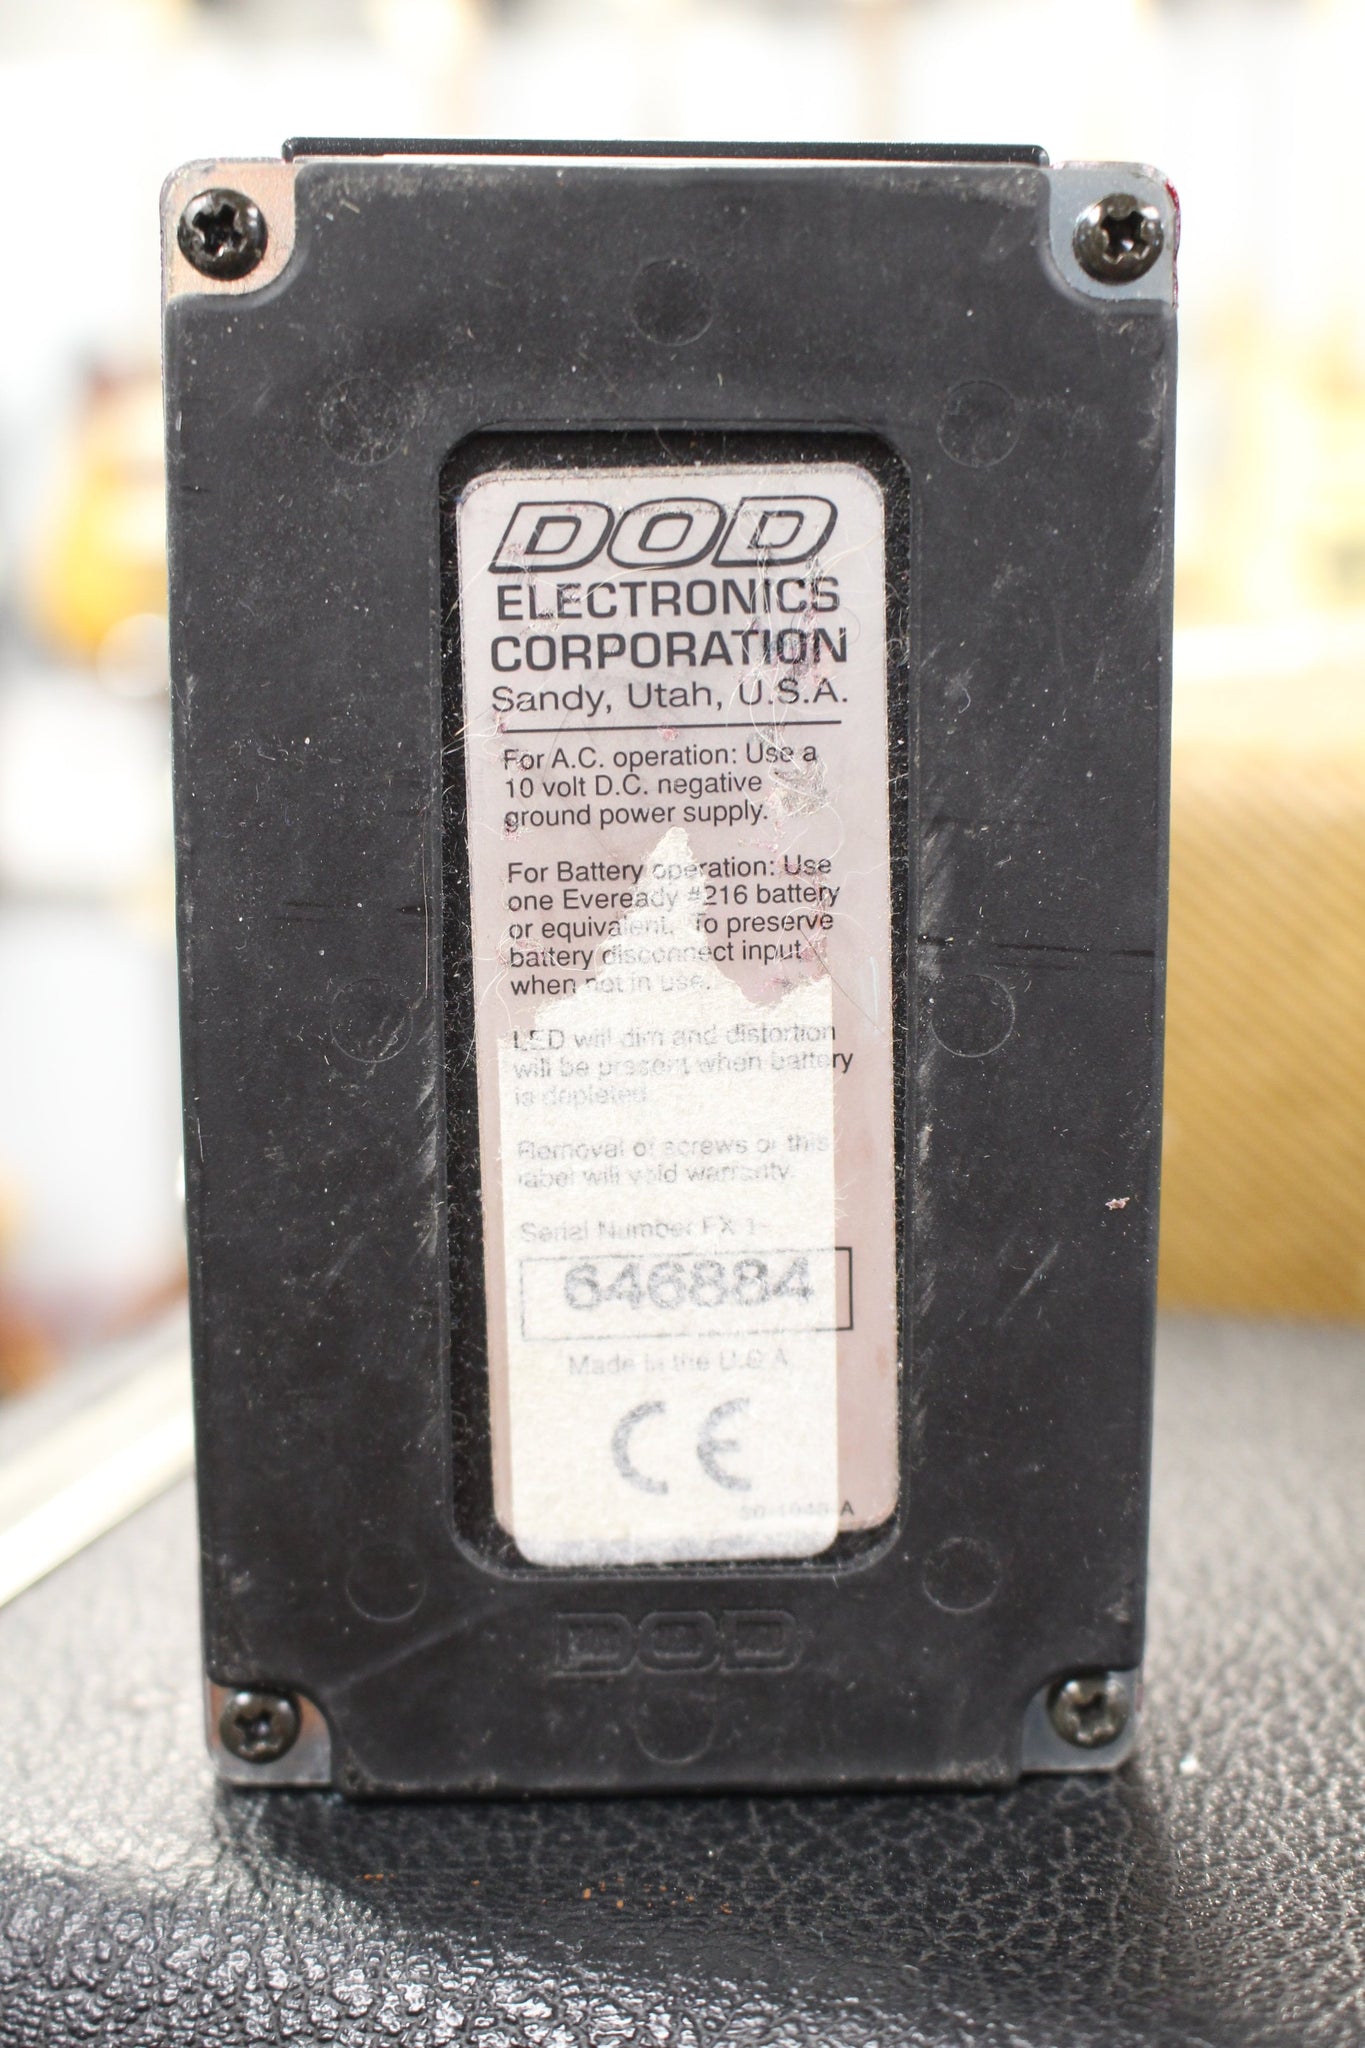 DOD
ELECTRONICS
CORPORATION
Sandy, Utah, U.S.A.
For A.C. operation: Use a
10 volt D.C. negative
ground power supply.
For Battery operation: Use
one Eveready #216 battery
or equivalent. To preserve
battery disconnect input
when not in use.
LED will dim and distortion
will be present when battery
is depleted
Removal of screws or this
label will void warranty.
Serial Number FX 1-
646884
Made in the U.S.A
CE
DOD